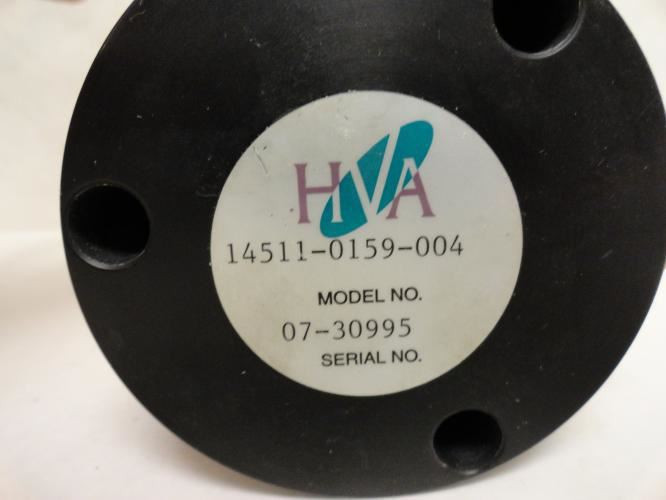 HVA
14511-0159-004
MODEL NO.
07-30995
SERIAL NO.